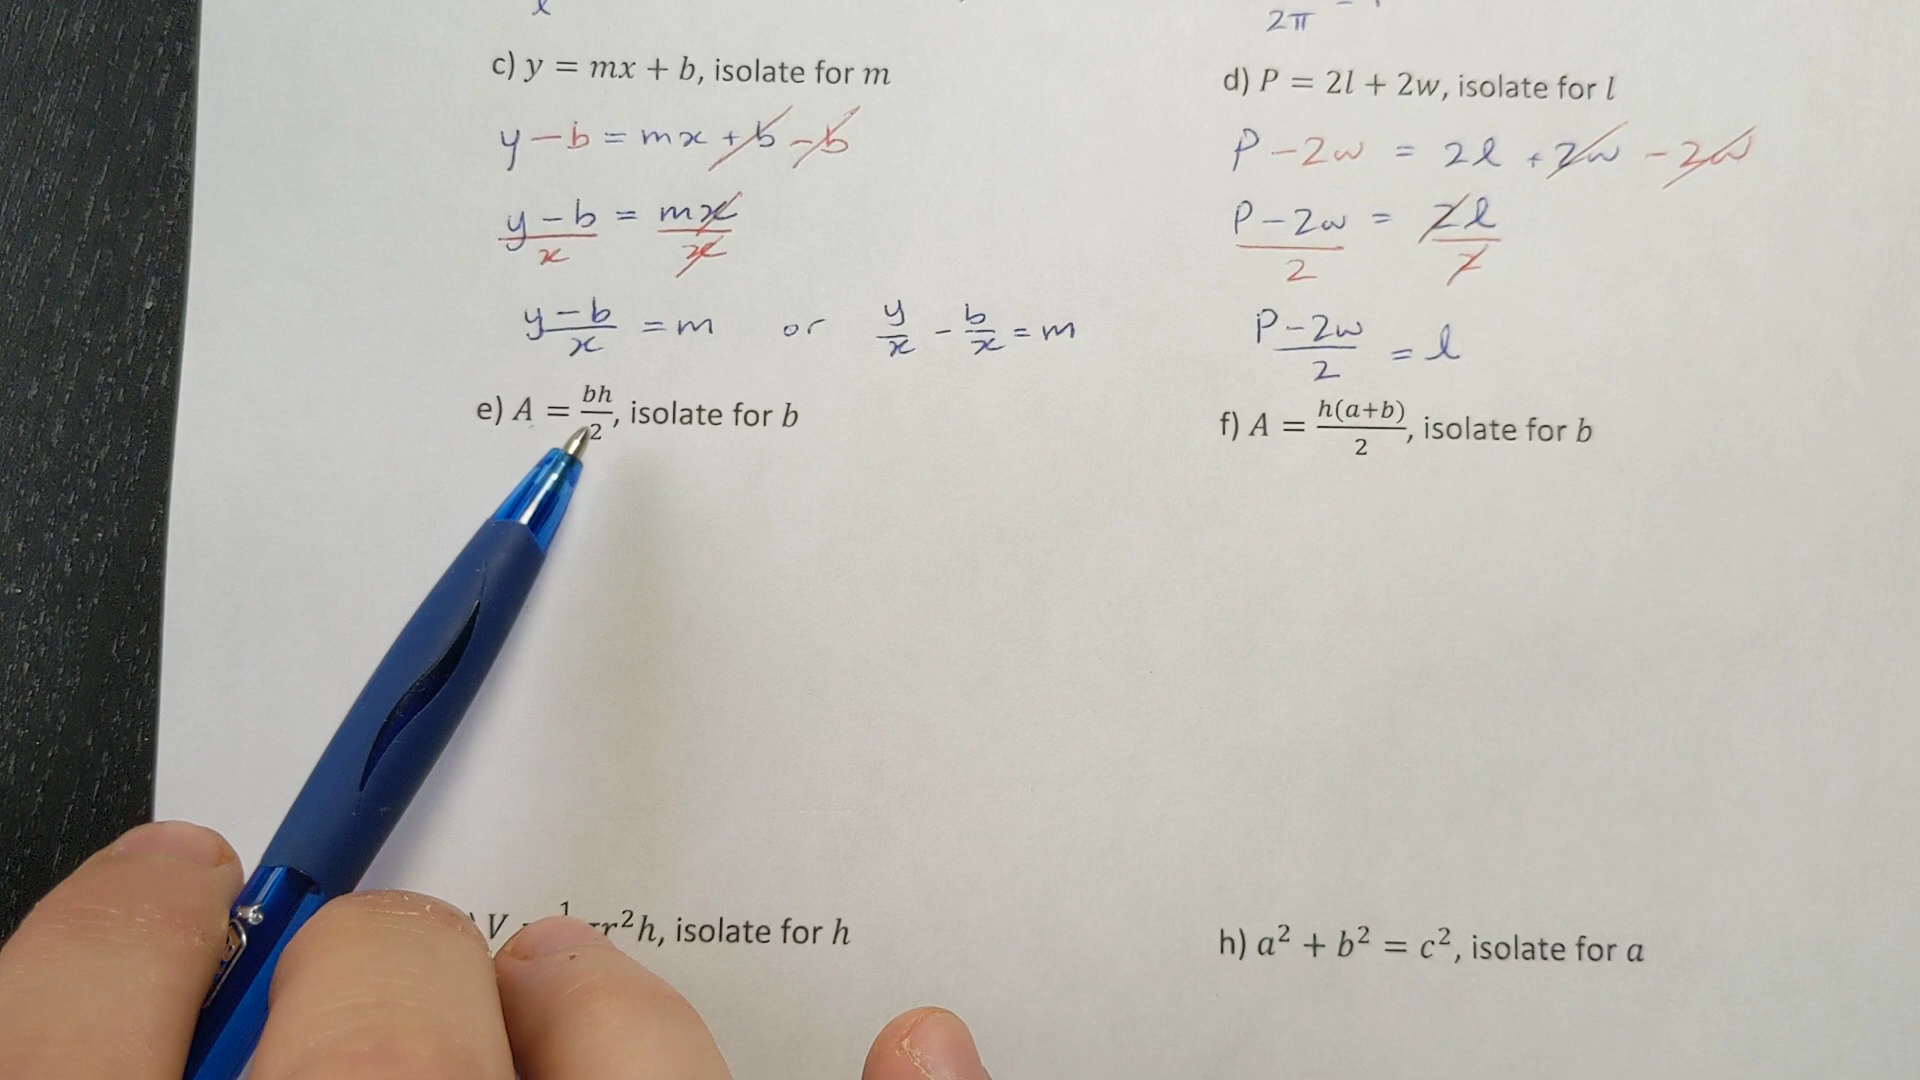 2π
c) y = mx + b, isolate for m
y - b = mx + b - b
y - b / x = mx / x
y - b / x = m or y/x - b/x = m
d) P = 2l + 2w, isolate for l
P - 2w = 2l + 2w - 2w
P - 2w / 2 = 2l / 2
P - 2w / 2 = l
e) A = bh/2, isolate for b
f) A = h(a+b)/2, isolate for b
V 1 r²h, isolate for h
h) a² + b² = c², isolate for a